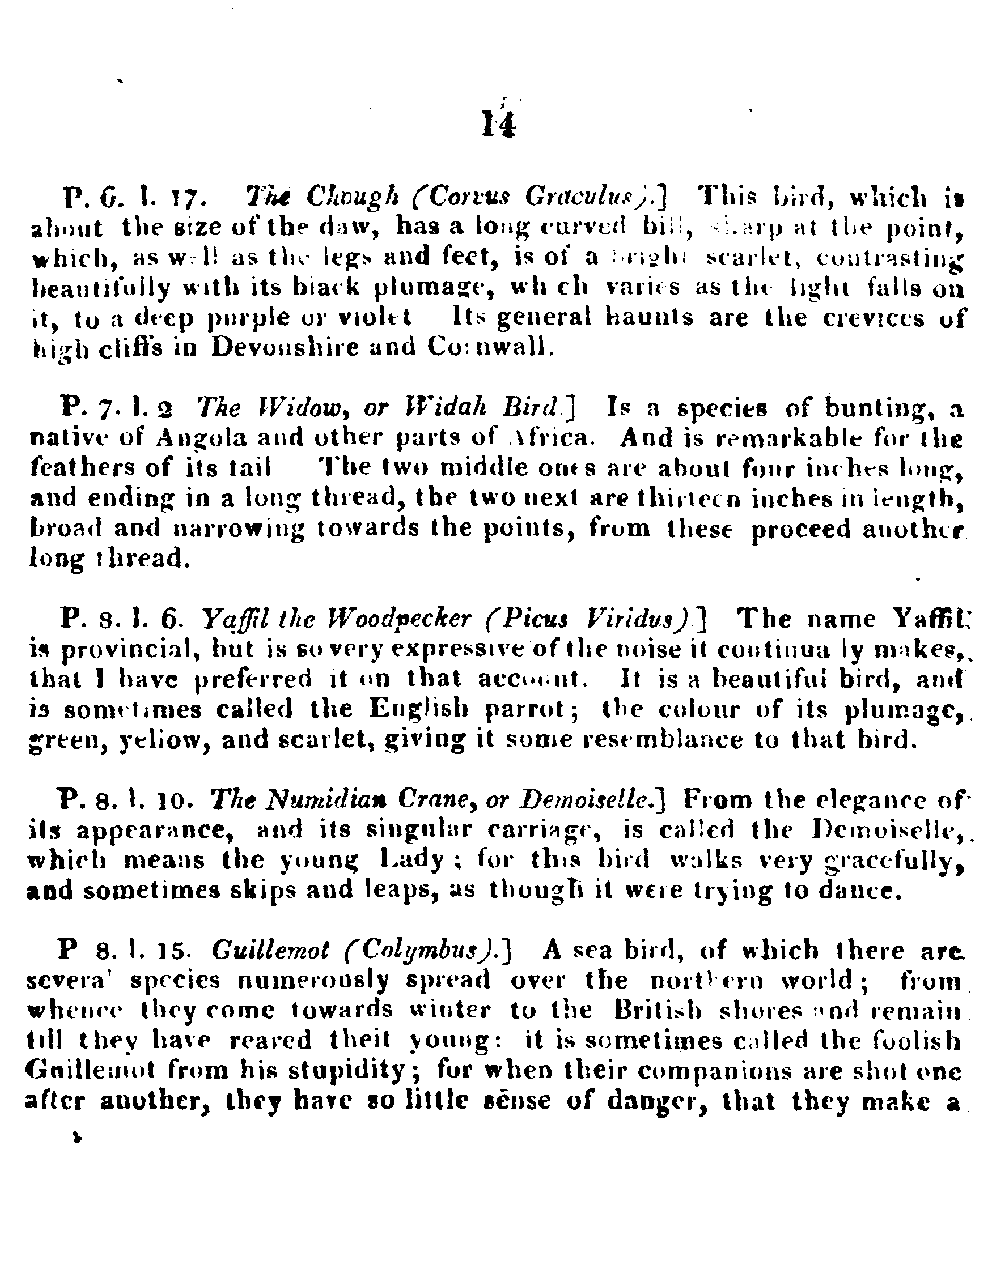 14
P. 6. l. 17. The Chough (Corvus Graculus).] This bird, which is
about the size of the daw, has a long curved bill, sharp at the point,
which, as well as the legs and feet, is of a bright scarlet, contrasting
beautifully with its black plumage, which varies as the light falls on
it, to a deep purple or violet Its general haunts are the crevices of
high cliffs in Devonshire and Cornwall.
P. 7. l. 2 The Widow, or Widah Bird.] Is a species of bunting, a
native of Angola and other parts of Africa. And is remarkable for the
feathers of its tail The two middle ones are about four inches long,
and ending in a long thread, the two next are thirteen inches in length,
broad and narrowing towards the points, from these proceed another
long thread.
P. 8. l. 6. Yaffil the Woodpecker (Picus Viridus).] The name Yaffil
is provincial, but is so very expressive of the noise it continually makes,
that I have preferred it on that account. It is a beautiful bird, and
is sometimes called the English parrot; the colour of its plumage,
green, yellow, and scarlet, giving it some resemblance to that bird.
P. 8. l. 10. The Numidian Crane, or Demoiselle.] From the elegance of
its appearance, and its singular carriage, is called the Demoiselle,
which means the young Lady; for this bird walks very gracefully,
and sometimes skips and leaps, as though it were trying to dance.
P 8. l. 15. Guillemot (Colymbus).] A sea bird, of which there are
several species numerously spread over the northern world; from
whence they come towards winter to the British shores and remain
till they have reared their young: it is sometimes called the foolish
Guillemot from his stupidity; for when their companions are shot one
after another, they have so little sense of danger, that they make a